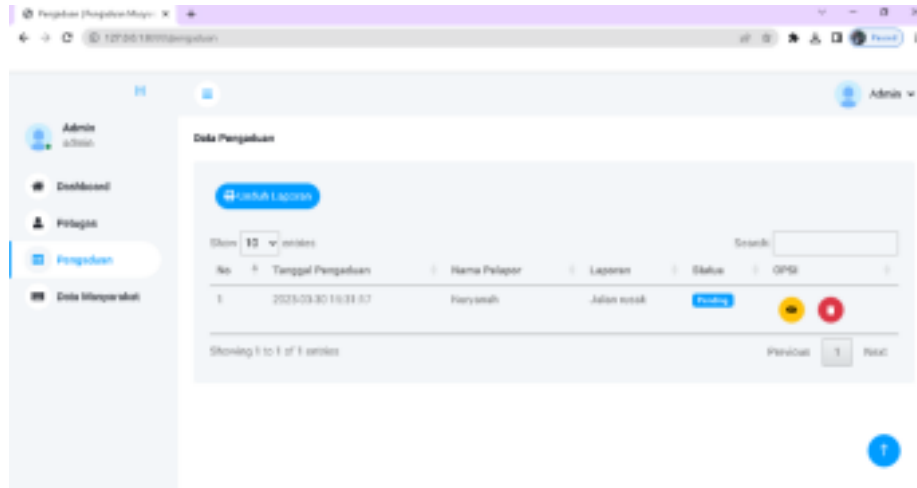 Admin
Admin
admin
Data Pengaduan
Dashboard
Unduh Laporan
Petugas
Show 10 entries
Search:
Pengaduan
No Tanggal Pengaduan Nama Pelapor Laporan Status OPSI
Data Masyarakat
1 Haryanah Jalan rusak Pending
Showing 1 to 1 of 1 entries
Previous 1 Next